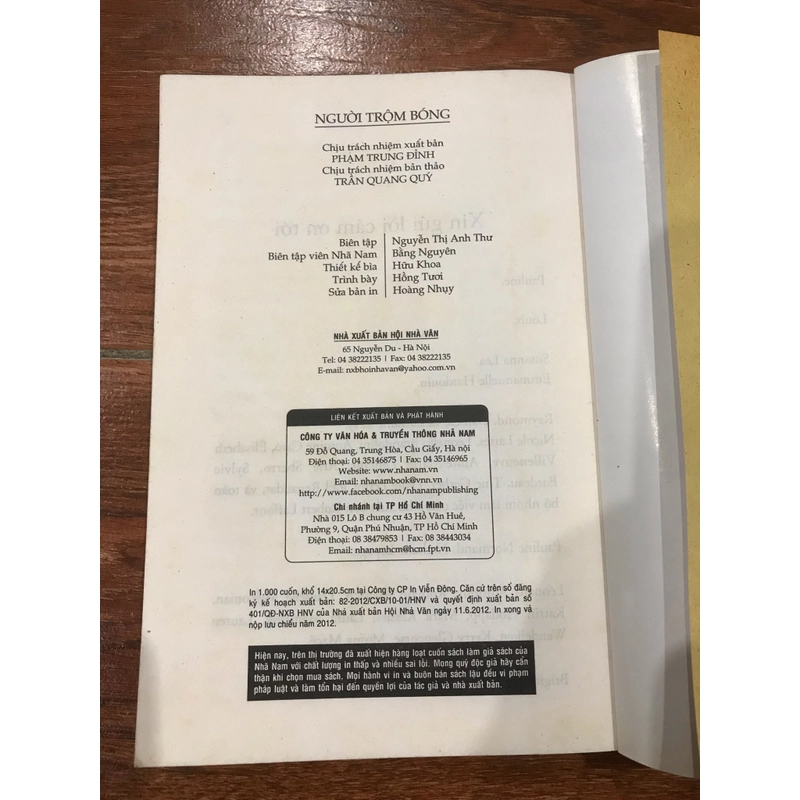 NGƯỜI TRỘM BÓNG
Chịu trách nhiệm xuất bản
PHẠM TRUNG ĐỈNH
Chịu trách nhiệm bản thảo
TRẦN QUANG QUÝ
Biên tập | Nguyễn Thị Anh Thư
Biên tập viên Nhã Nam | Bằng Nguyên
Thiết kế bìa | Hữu Khoa
Trình bày | Hồng Tươi
Sửa bản in | Hoàng Nhụy
NHÀ XUẤT BẢN HỘI NHÀ VĂN
65 Nguyễn Du - Hà Nội
Tel: 04 38222135 | Fax: 04 38222135
E-mail: nxbhoinhavan@yahoo.com.vn
LIÊN KẾT XUẤT BẢN VÀ PHÁT HÀNH
CÔNG TY VĂN HÓA & TRUYỀN THÔNG NHÃ NAM
59 Đỗ Quang, Trung Hòa, Cầu Giấy, Hà nội
Điện thoại: 04 35146875 | Fax: 04 35146965
Website: www.nhanam.vn
Email: nhanambook@vnn.vn
http://www.facebook.com/nhanampublishing
Chi nhánh tại TP Hồ Chí Minh
Nhà 015 Lô B chung cư 43 Hồ Văn Huê,
Phường 9, Quận Phú Nhuận, TP Hồ Chí Minh
Điện thoại: 08 38479853 | Fax: 08 38443034
Email: nhanamhcm@hcm.fpt.vn
In 1.000 cuốn, khổ 14x20.5cm tại Công ty CP In Viễn Đông. Căn cứ trên số đăng
ký kế hoạch xuất bản: 82-2012/CXB/10-01/HNV và quyết định xuất bản số
401/QĐ-NXB HNV của Nhà xuất bản Hội Nhà Văn ngày 11.6.2012. In xong và
nộp lưu chiểu năm 2012.
Hiện nay, trên thị trường đã xuất hiện hàng loạt cuốn sách làm giả sách của
Nhã Nam với chất lượng in thấp và nhiều sai lỗi. Mong quý độc giả hãy cẩn
thận khi chọn mua sách. Mọi hành vi in và buôn bán sách lậu đều vi phạm
pháp luật và làm tổn hại đến quyền lợi của tác giả và nhà xuất bản.